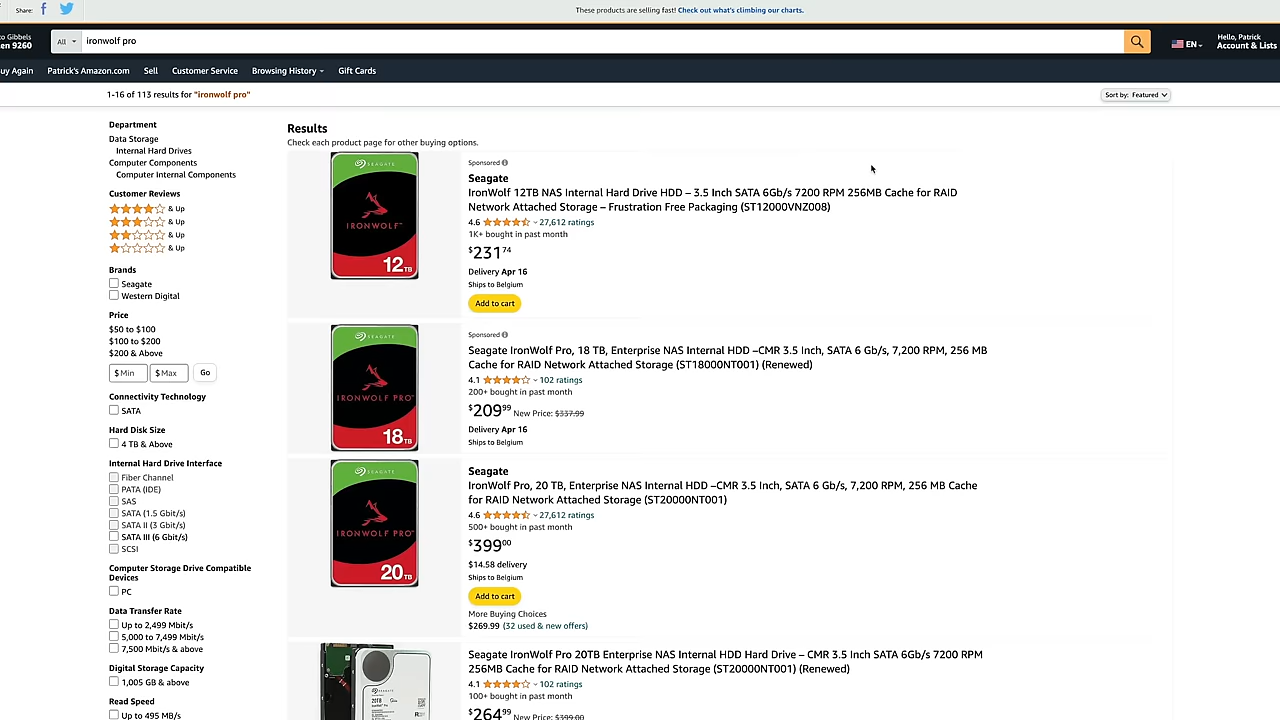 Share:
These products are selling fast! Check out what's climbing our charts.
to Gibbels
en 9260
All
ironwolf pro
EN
Hello, Patrick
Account & Lists
uy Again
Patrick's Amazon.com
Sell
Customer Service
Browsing History
Gift Cards
1-16 of 113 results for "ironwolf pro"
Sort by: Featured
Department
Data Storage
Internal Hard Drives
Computer Components
Computer Internal Components
Customer Reviews
& Up
& Up
& Up
& Up
Brands
Seagate
Western Digital
Price
$50 to $100
$100 to $200
$200 & Above
$ Min
$ Max
Go
Connectivity Technology
SATA
Hard Disk Size
4 TB & Above
Internal Hard Drive Interface
Fiber Channel
PATA (IDE)
SAS
SATA (1.5 Gbit/s)
SATA II (3 Gbit/s)
SATA III (6 Gbit/s)
SCSI
Computer Storage Drive Compatible
Devices
PC
Data Transfer Rate
Up to 2,499 Mbit/s
5,000 to 7,499 Mbit/s
7,500 Mbit/s & above
Digital Storage Capacity
1,005 GB & above
Read Speed
Up to 495 MB/s
Results
Check each product page for other buying options.
SEAGATE
IRONWOLF
12TB
Sponsored
Seagate
IronWolf 12TB NAS Internal Hard Drive HDD – 3.5 Inch SATA 6Gb/s 7200 RPM 256MB Cache for RAID
Network Attached Storage – Frustration Free Packaging (ST12000VNZ008)
4.6
27,612 ratings
1K+ bought in past month
$231 74
Delivery Apr 16
Ships to Belgium
Add to cart
SEAGATE
IRONWOLF PRO
18TB
Sponsored
Seagate IronWolf Pro, 18 TB, Enterprise NAS Internal HDD –CMR 3.5 Inch, SATA 6 Gb/s, 7,200 RPM, 256 MB
Cache for RAID Network Attached Storage (ST18000NT001) (Renewed)
4.1
102 ratings
200+ bought in past month
$209 99 New Price: $337.99
Delivery Apr 16
Ships to Belgium
SEAGATE
IRONWOLF PRO
20TB
Seagate
IronWolf Pro, 20 TB, Enterprise NAS Internal HDD –CMR 3.5 Inch, SATA 6 Gb/s, 7,200 RPM, 256 MB Cache
for RAID Network Attached Storage (ST20000NT001)
4.6
27,612 ratings
500+ bought in past month
$399 00
$14.58 delivery
Ships to Belgium
Add to cart
More Buying Choices
$269.99 (32 used & new offers)
Seagate IronWolf Pro 20TB Enterprise NAS Internal HDD Hard Drive – CMR 3.5 Inch SATA 6Gb/s 7200 RPM
256MB Cache for RAID Network Attached Storage (ST20000NT001) (Renewed)
4.1
102 ratings
100+ bought in past month
$264 99 New Price: $399.00